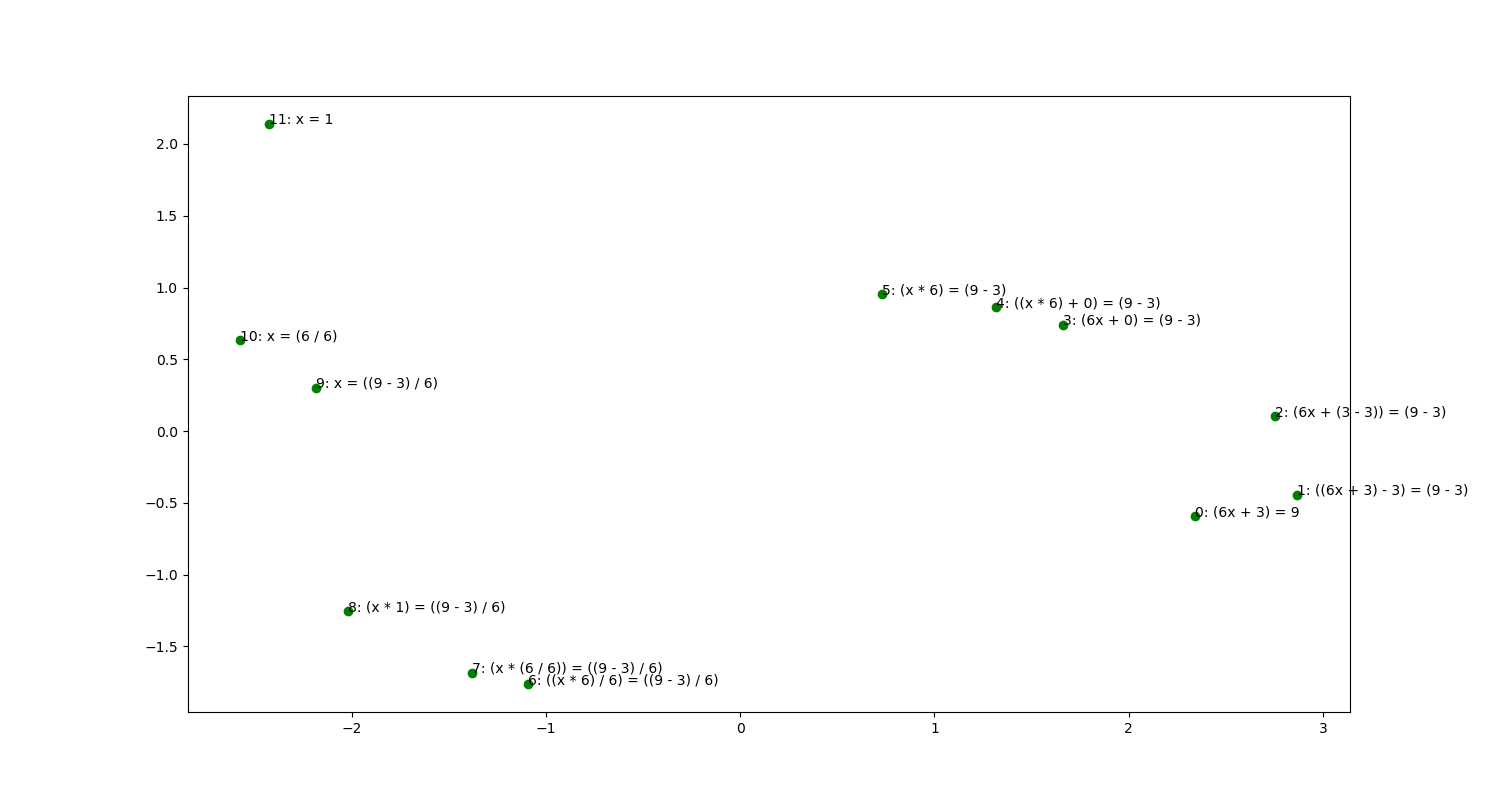 11: x = 1
2.0
1.5
5: (x * 6) = (9 - 3)
1.0
4: ((x * 6) + 0) = (9 - 3)
3: (6x + 0) = (9 - 3)
10: x = (6 / 6)
0.5
9: x = ((9 - 3) / 6)
2: (6x + (3 - 3)) = (9 - 3)
0.0
1: ((6x + 3) - 3) = (9 - 3)
−0.5
0: (6x + 3) = 9
−1.0
8: (x * 1) = ((9 - 3) / 6)
−1.5
7: (x * (6 / 6)) = ((9 - 3) / 6)
6: ((x * 6) / 6) = ((9 - 3) / 6)
−2 −1 0 1 2 3